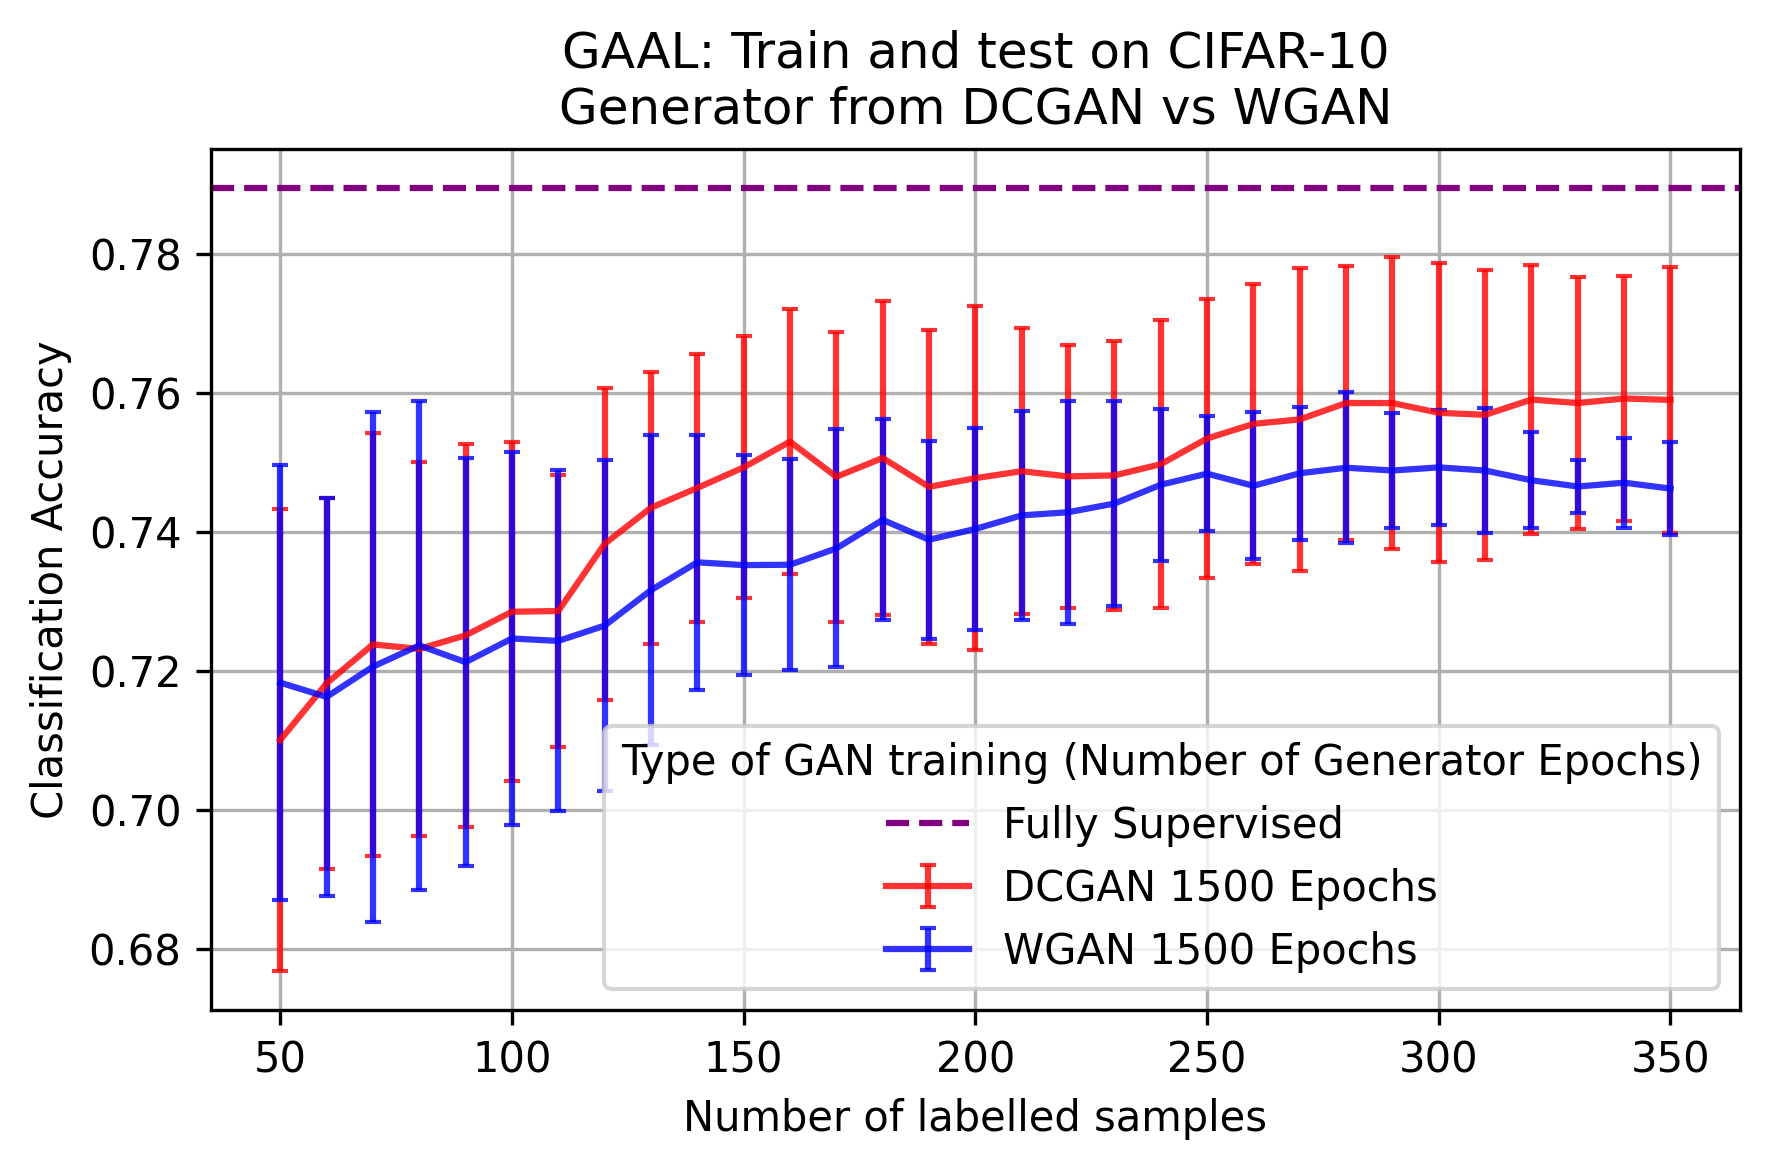 GAAL: Train and test on CIFAR-10
Generator from DCGAN vs WGAN
Classification Accuracy
0.78
0.76
0.74
0.72
0.70
0.68
Type of GAN training (Number of Generator Epochs)
Fully Supervised
DCGAN 1500 Epochs
WGAN 1500 Epochs
50 100 150 200 250 300 350
Number of labelled samples